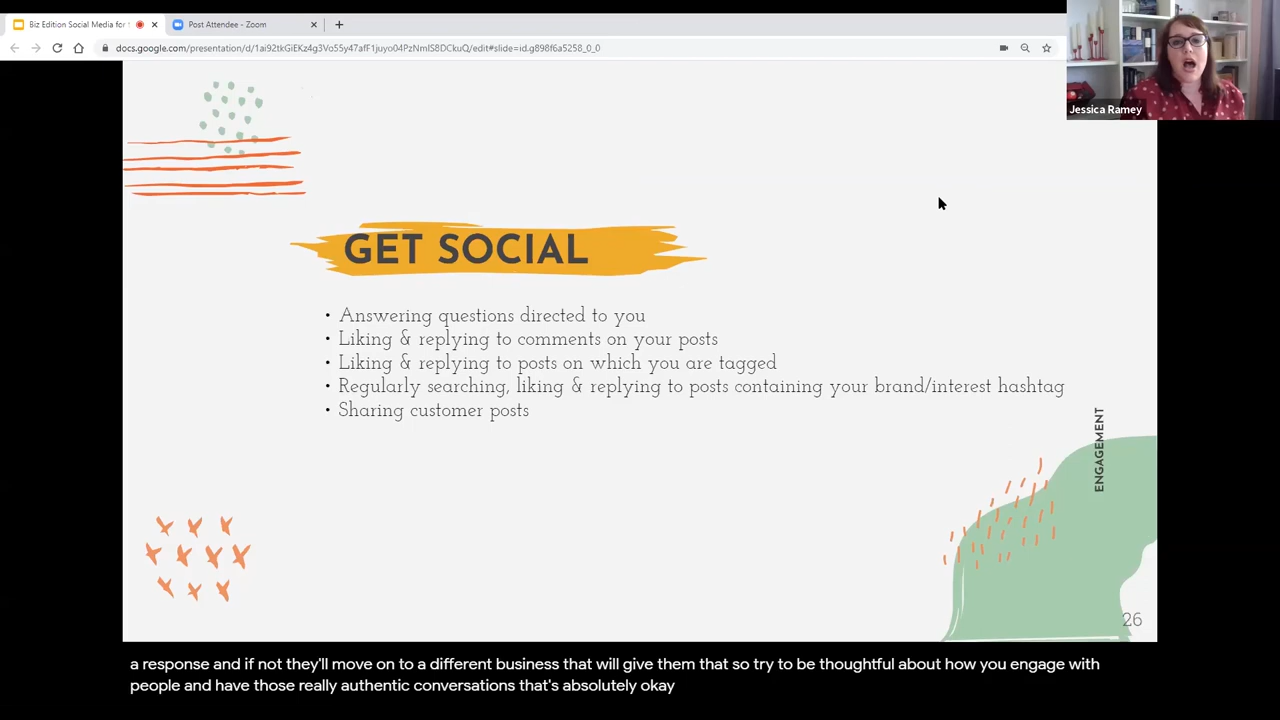 Biz Edition Social Media for
Post Attendee - Zoom
docs.google.com/presentation/d/1ai92tkGiEKz4g3Vo55y47afF1juyo04PzNmIS8DCkuQ/edit#slide=id.g898f6a5258_0_0
Jessica Ramey
GET SOCIAL
• Answering questions directed to you
• Liking & replying to comments on your posts
• Liking & replying to posts on which you are tagged
• Regularly searching, liking & replying to posts containing your brand/interest hashtag
• Sharing customer posts
ENGAGEMENT
26
a response and if not they'll move on to a different business that will give them that so try to be thoughtful about how you engage with
people and have those really authentic conversations that's absolutely okay